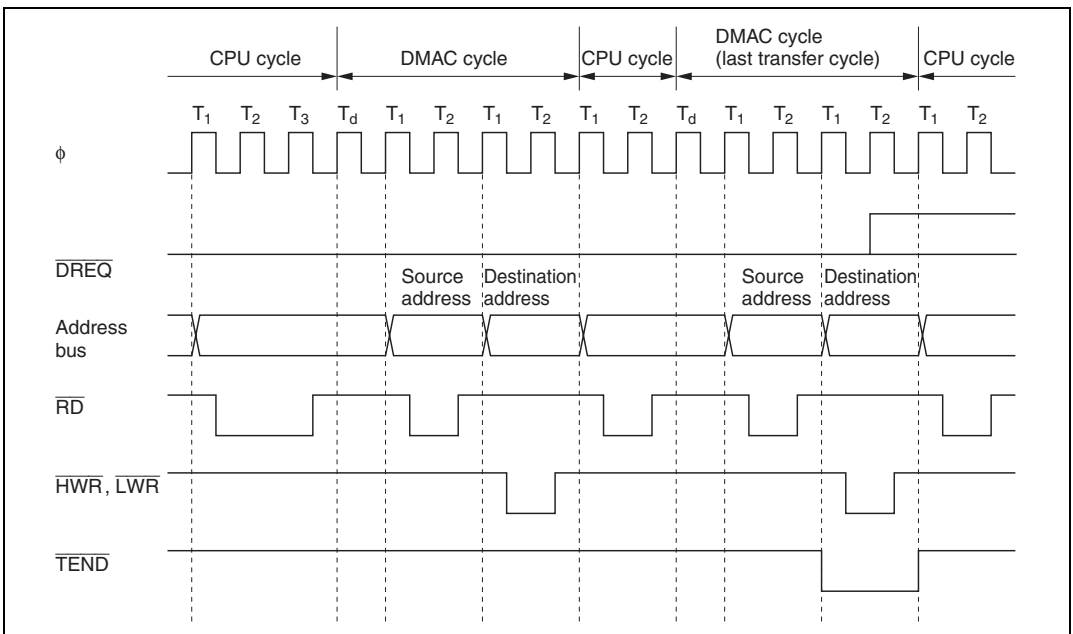 DMAC cycle
CPU cycle DMAC cycle CPU cycle (last transfer cycle) CPU cycle
T1 T2 T3 Td T1 T2 T1 T2 T1 T2 Td T1 T2 T1 T2 T1 T2
φ
DREQ
Source Destination Source Destination
address address address address
Address
bus
RD
HWR, LWR
TEND